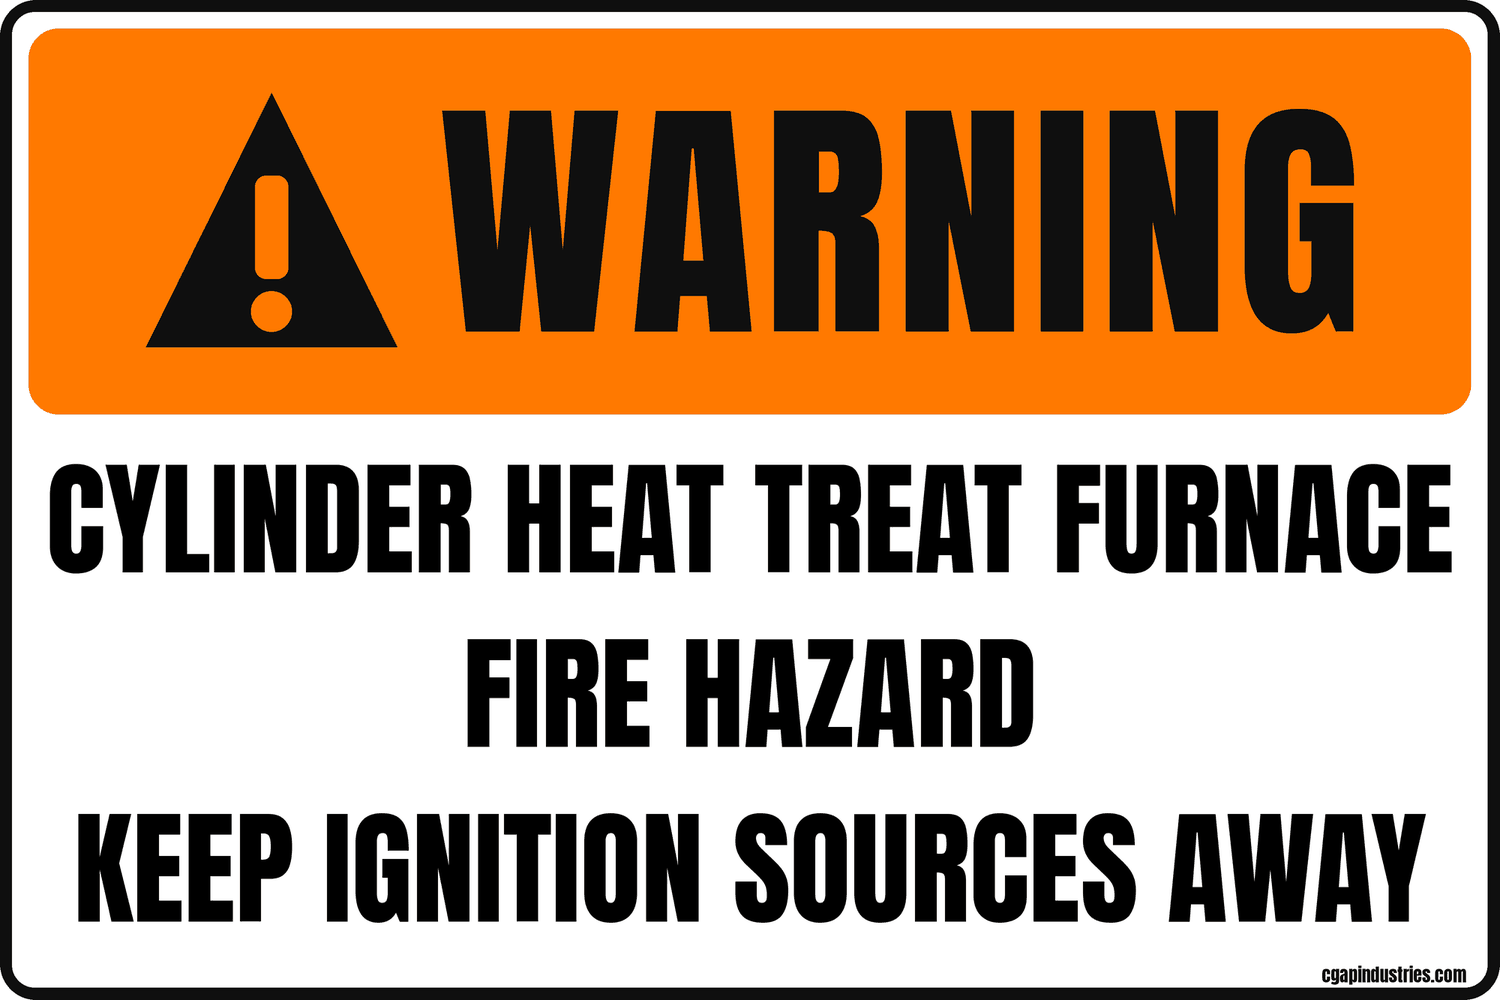 WARNING
CYLINDER HEAT TREAT FURNACE
FIRE HAZARD
KEEP IGNITION SOURCES AWAY
cgapindustries.com